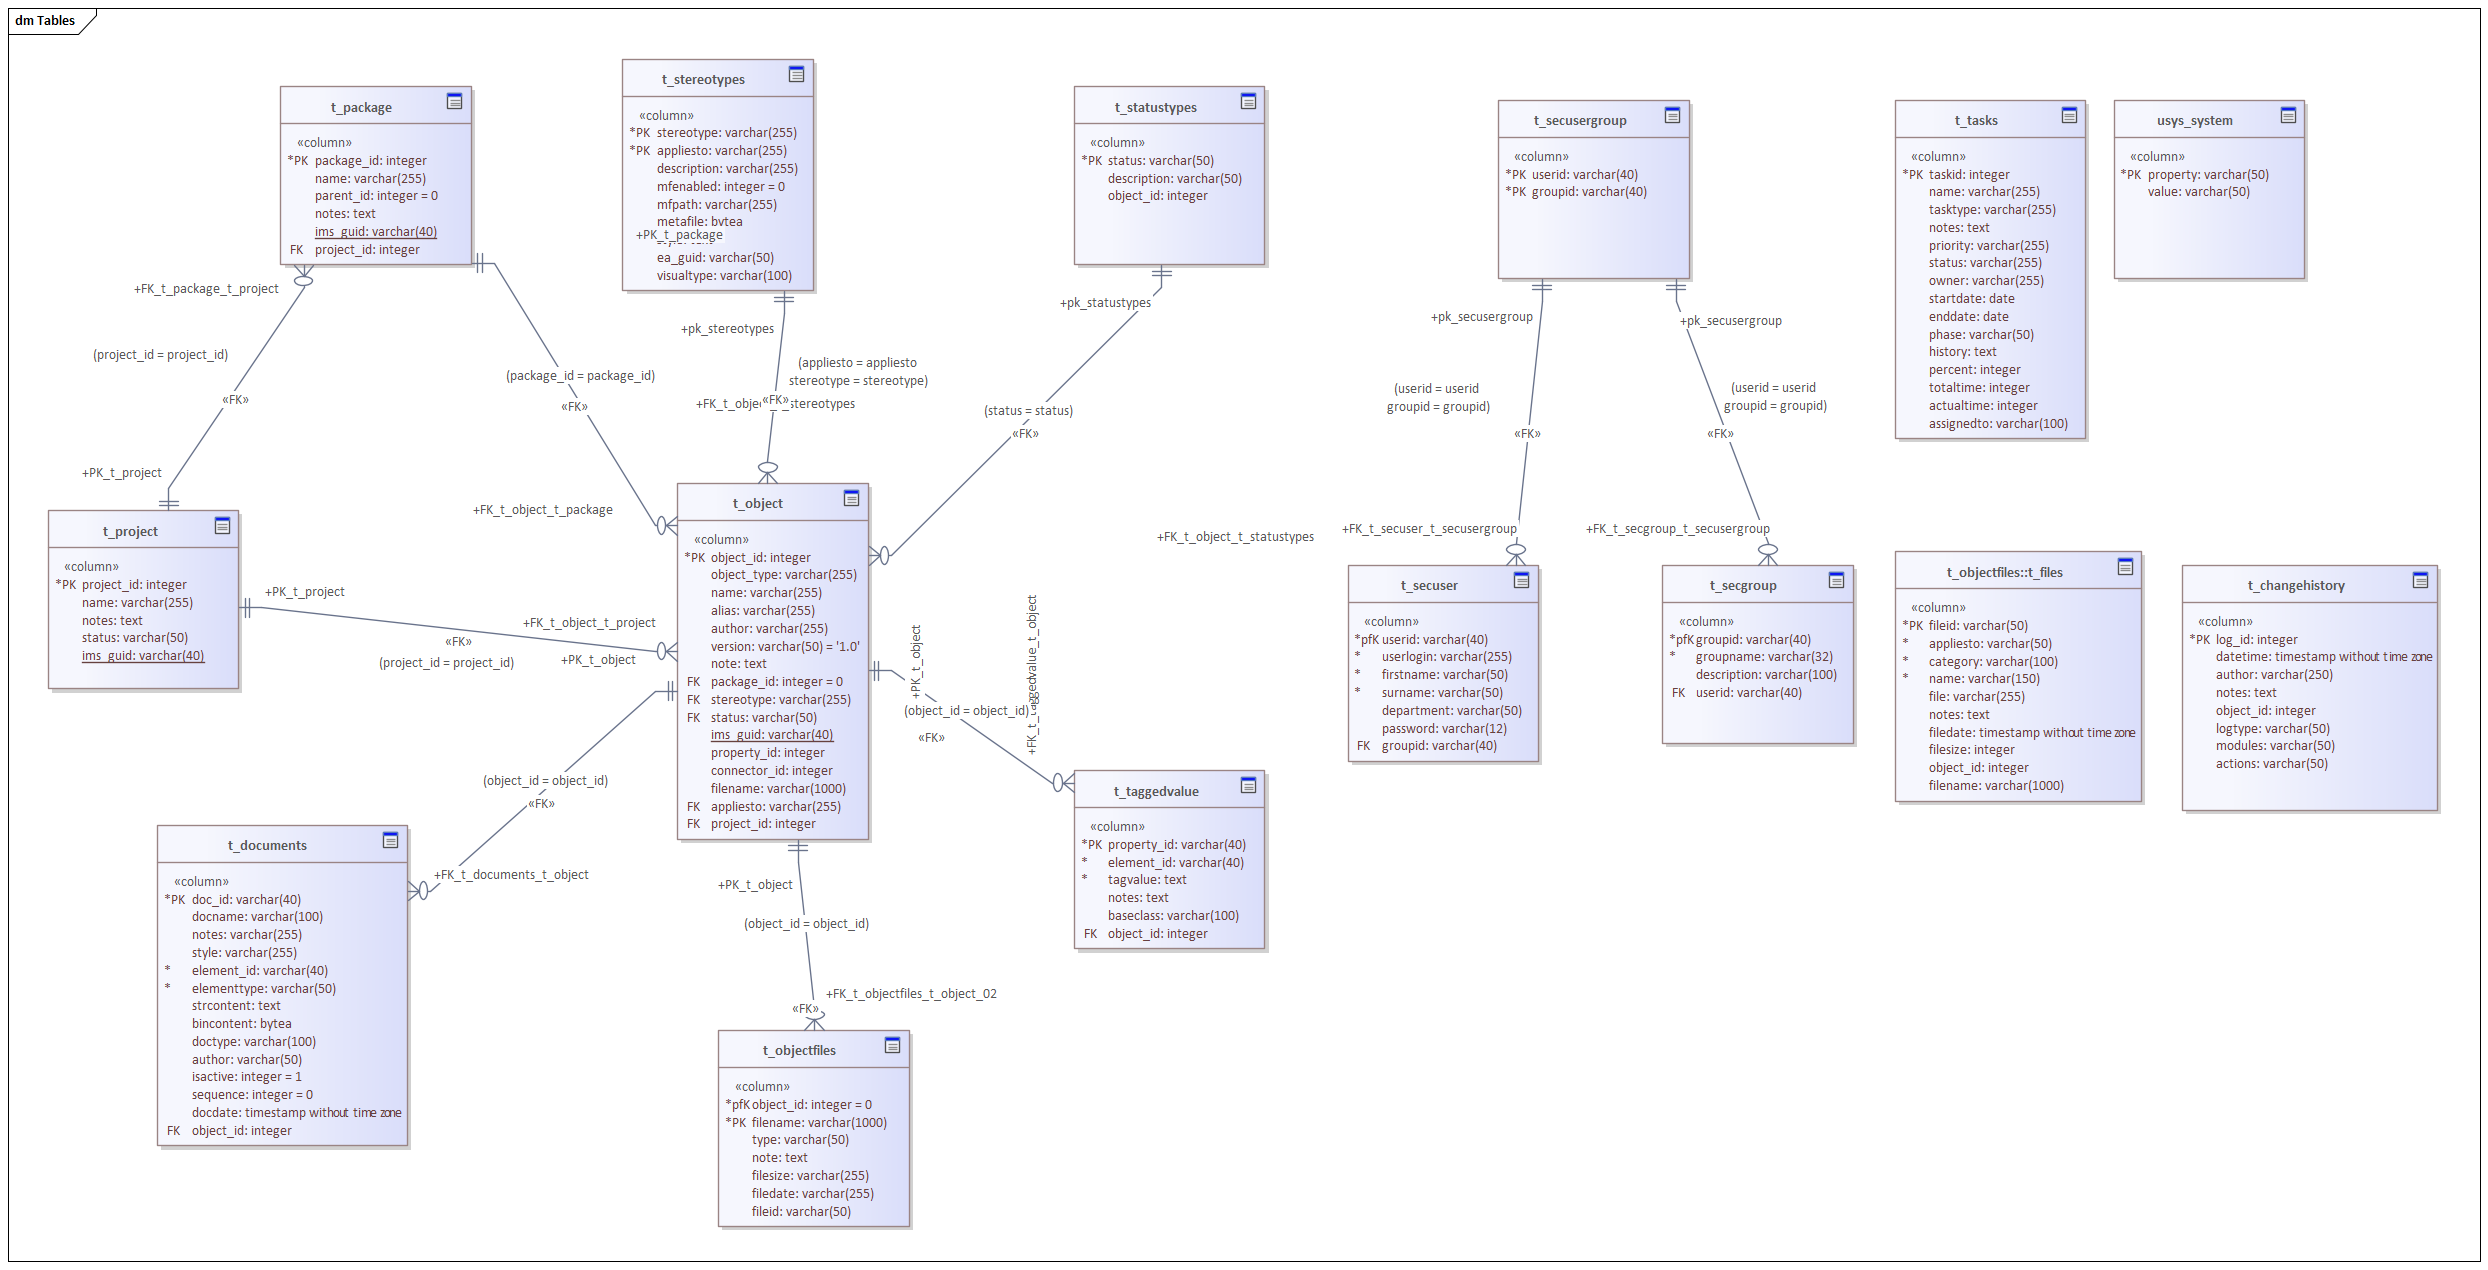 dm Tables
t_package
«column»
*PK package_id: integer
name: varchar(255)
parent_id: integer = 0
notes: text
ims_guid: varchar(40)
FK project_id: integer
t_stereotypes
«column»
*PK stereotype: varchar(255)
*PK appliesto: varchar(255)
description: varchar(255)
mfenabled: integer = 0
mfpath: varchar(255)
metafile: bytea
+PK_t_package
ea_guid: varchar(50)
visualtype: varchar(100)
t_statustypes
«column»
*PK status: varchar(50)
description: varchar(50)
object_id: integer
t_secusergroup
«column»
*PK userid: varchar(40)
*PK groupid: varchar(40)
t_tasks
«column»
*PK taskid: integer
name: varchar(255)
tasktype: varchar(255)
notes: text
priority: varchar(255)
status: varchar(255)
owner: varchar(255)
startdate: date
enddate: date
phase: varchar(50)
history: text
percent: integer
totaltime: integer
actualtime: integer
assignedto: varchar(100)
usys_system
«column»
*PK property: varchar(50)
value: varchar(50)
+FK_t_package_t_project
(project_id = project_id)
«FK»
+PK_t_project
(package_id = package_id)
«FK»
+FK_t_object_t_package
+pk_stereotypes
(appliesto = appliesto
stereotype = stereotype)
«FK»
+pk_statustypes
(status = status)
«FK»
+FK_t_object_t_statustypes
+pk_secusergroup
(userid = userid
groupid = groupid)
«FK»
+FK_t_secuser_t_secusergroup
+pk_secusergroup
(userid = userid
groupid = groupid)
«FK»
+FK_t_secgroup_t_secusergroup
t_project
«column»
*PK project_id: integer
name: varchar(255)
notes: text
status: varchar(50)
ims_guid: varchar(40)
+PK_t_project
+FK_t_object_t_project
«FK»
(project_id = project_id)
+PK_t_object
t_object
«column»
*PK object_id: integer
object_type: varchar(255)
name: varchar(255)
alias: varchar(255)
author: varchar(255)
version: varchar(50) = '1.0'
note: text
FK package_id: integer = 0
FK stereotype: varchar(255)
FK status: varchar(50)
ims_guid: varchar(40)
property_id: integer
connector_id: integer
filename: varchar(1000)
FK appliesto: varchar(255)
FK project_id: integer
+PK_t_object
+FK_t_taggedvalue_t_object
(object_id = object_id)
«FK»
t_secuser
«column»
*pfK userid: varchar(40)
* userlogin: varchar(255)
* firstname: varchar(50)
* surname: varchar(50)
department: varchar(50)
password: varchar(12)
FK groupid: varchar(40)
t_secgroup
«column»
*pfK groupid: varchar(40)
* groupname: varchar(32)
description: varchar(100)
FK userid: varchar(40)
t_objectfiles::t_files
«column»
*PK fileid: varchar(50)
* appliesto: varchar(50)
* category: varchar(100)
* name: varchar(150)
file: varchar(255)
notes: text
filedate: timestamp without time zone
filesize: integer
object_id: integer
filename: varchar(1000)
t_changehistory
«column»
*PK log_id: integer
datetime: timestamp without time zone
author: varchar(250)
notes: text
object_id: integer
logtype: varchar(50)
modules: varchar(50)
actions: varchar(50)
(object_id = object_id)
«FK»
+FK_t_documents_t_object
t_documents
«column»
*PK doc_id: varchar(40)
docname: varchar(100)
notes: varchar(255)
style: varchar(255)
* element_id: varchar(40)
* elementtype: varchar(50)
strcontent: text
bincontent: bytea
doctype: varchar(100)
author: varchar(50)
isactive: integer = 1
sequence: integer = 0
docdate: timestamp without time zone
FK object_id: integer
t_taggedvalue
«column»
*PK property_id: varchar(40)
* element_id: varchar(40)
* tagvalue: text
notes: text
baseclass: varchar(100)
FK object_id: integer
+PK_t_object
(object_id = object_id)
+FK_t_objectfiles_t_object_02
«FK»
t_objectfiles
«column»
*pfK object_id: integer = 0
*PK filename: varchar(1000)
type: varchar(50)
note: text
filesize: varchar(255)
filedate: varchar(255)
fileid: varchar(50)